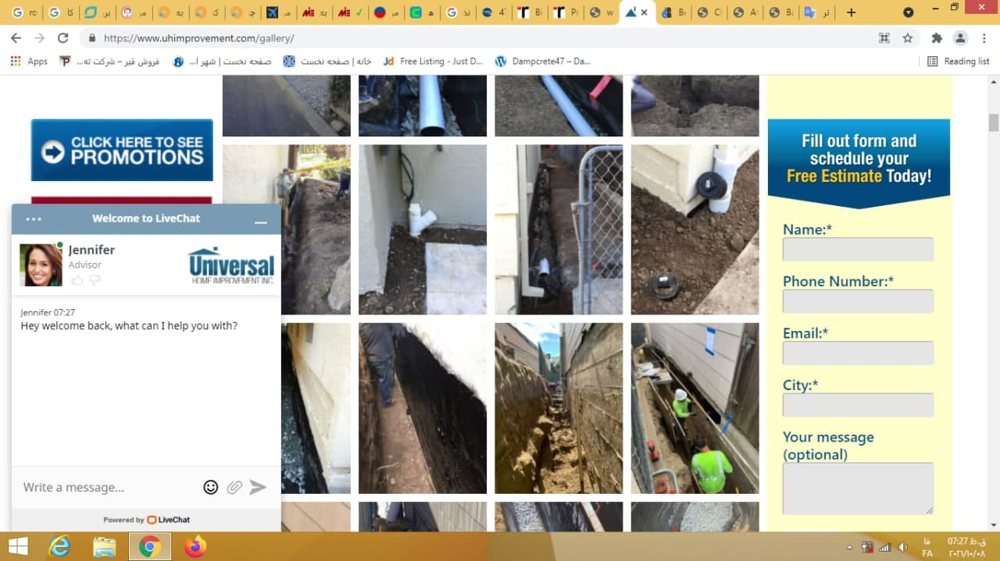 https://www.uhimprovement.com/gallery/
Apps
فروش قیر – شرکت ته...
صفحه نخست | شهر ا...
خانه | صفحه نخست
Free Listing - Just D...
Dampcrete47 – Da...
Reading list
CLICK HERE TO SEE
PROMOTIONS
Welcome to LiveChat
Jennifer
Advisor
Universal
HOME IMPROVEMENT INC.
Jennifer 07:27
Hey welcome back, what can I help you with?
Write a message...
Powered by LiveChat
Fill out form and
schedule your
Free Estimate Today!
Name:*
Phone Number:*
Email:*
City:*
Your message
(optional)
فا
FA
07:27 ق.ظ
۲۰۲۱/۱۰/۰۸